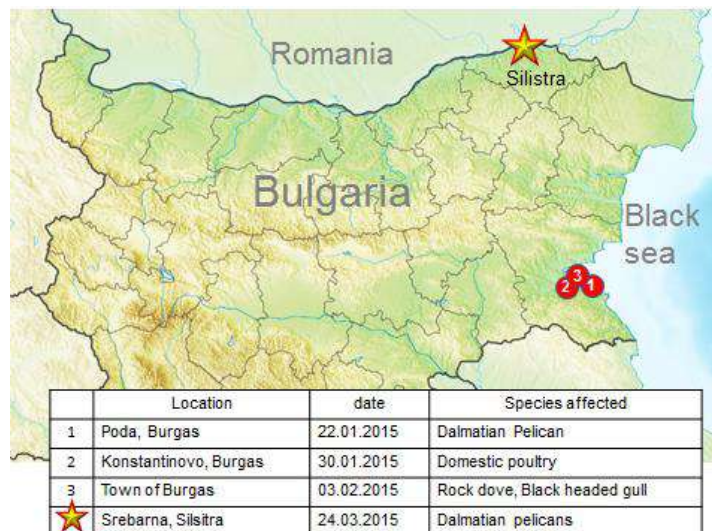 Romania
Silistra
Bulgaria
Black
sea
3
2 1
Location date Species affected
1 Poda, Burgas 22.01.2015 Dalmatian Pelican
2 Konstantinovo, Burgas 30.01.2015 Domestic poultry
3 Town of Burgas 03.02.2015 Rock dove, Black headed gull
Srebarna, Silsitra 24.03.2015 Dalmatian pelicans